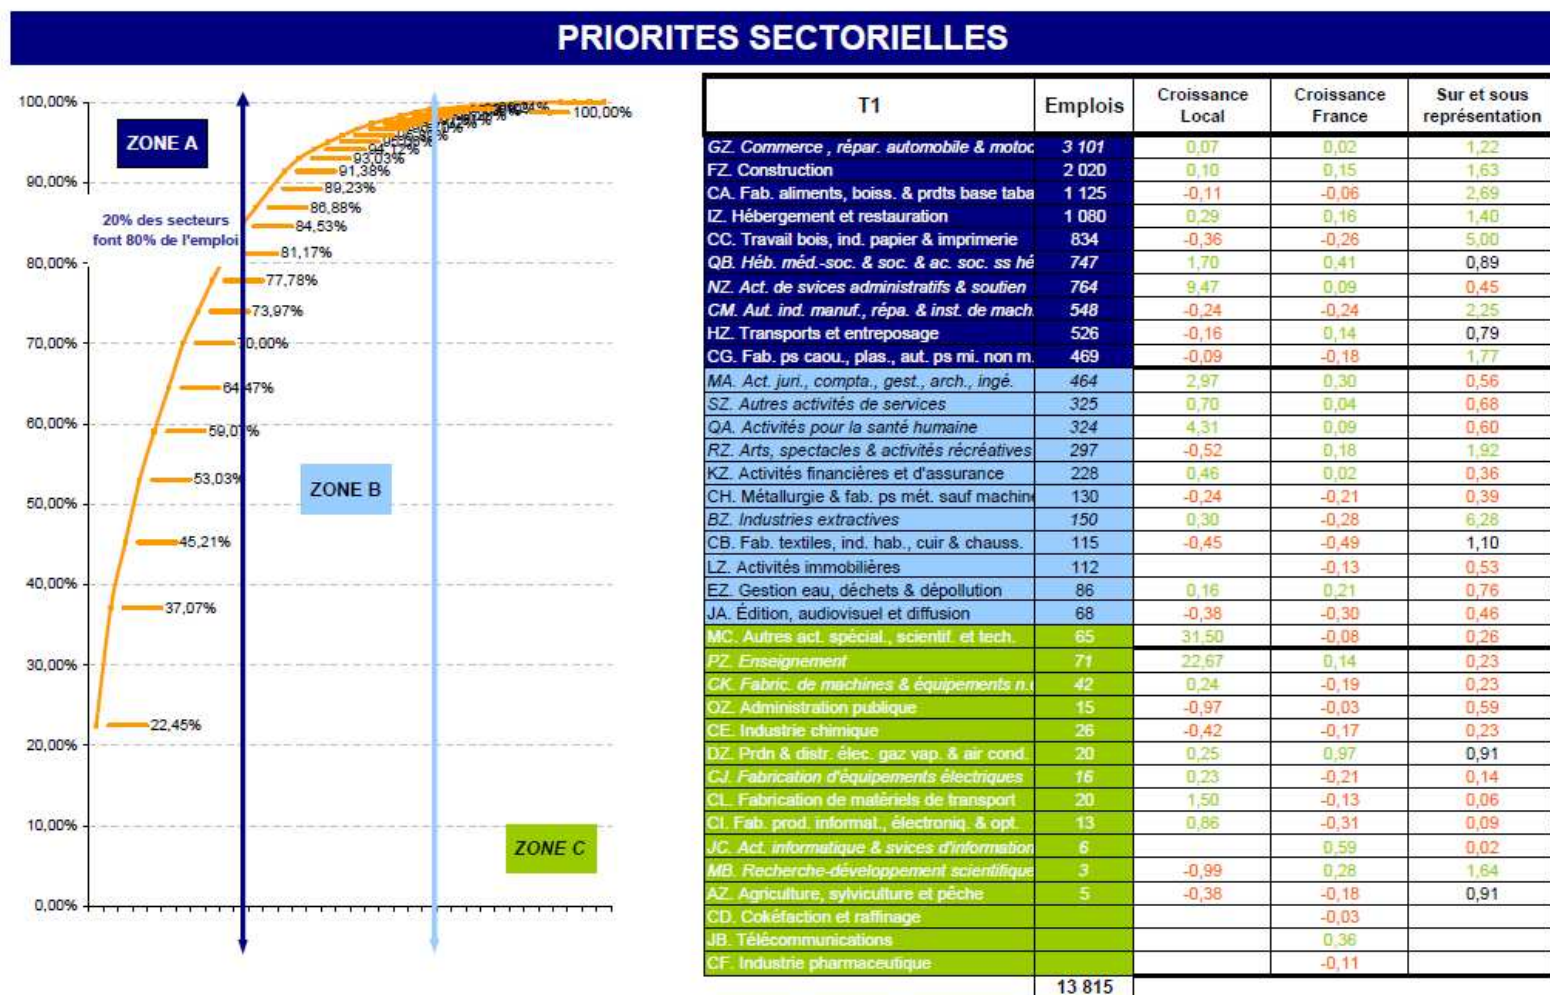 PRIORITES SECTORIELLES
100,00%
90,00%
80,00%
70,00%
60,00%
50,00%
40,00%
30,00%
20,00%
10,00%
0,00%
ZONE A
20% des secteurs
font 80% de l'emploi
ZONE B
ZONE C
100,00%
94,12%
93,03%
91,38%
89,23%
86,88%
84,53%
81,17%
77,78%
73,97%
70,00%
64,47%
59,07%
53,03%
45,21%
37,07%
22,45%
T1 Emplois Croissance Local Croissance France Sur et sous représentation
GZ. Commerce , répar. automobile & motoc 3 101 0,07 0,02 1,22
FZ. Construction 2 020 0,10 0,15 1,63
CA. Fab. aliments, boiss. & prdts base taba 1 125 -0,11 -0,06 2,69
IZ. Hébergement et restauration 1 080 0,29 0,16 1,40
CC. Travail bois, ind. papier & imprimerie 834 -0,36 -0,26 5,00
QB. Héb. méd.-soc. & soc. & ac. soc. ss hé 747 1,70 0,41 0,89
NZ. Act. de svices administratifs & soutien 764 9,47 0,09 0,45
CM. Aut. ind. manuf., répa. & inst. de mach. 548 -0,24 -0,24 2,25
HZ. Transports et entreposage 526 -0,16 0,14 0,79
CG. Fab. ps caou., plas., aut. ps mi. non m. 469 -0,09 -0,18 1,77
MA. Act. juri., compta., gest., arch., ingé. 464 2,97 0,30 0,56
SZ. Autres activités de services 325 0,70 0,04 0,68
QA. Activités pour la santé humaine 324 4,31 0,09 0,60
RZ. Arts, spectacles & activités récréatives 297 -0,52 0,18 1,92
KZ. Activités financières et d'assurance 228 0,46 0,02 0,36
CH. Métallurgie & fab. ps mét. sauf machine 130 -0,24 -0,21 0,39
BZ. Industries extractives 150 0,30 -0,28 6,28
CB. Fab. textiles, ind. hab., cuir & chauss. 115 -0,45 -0,49 1,10
LZ. Activités immobilières 112 -0,13 0,53
EZ. Gestion eau, déchets & dépollution 86 0,16 0,21 0,76
JA. Édition, audiovisuel et diffusion 68 -0,38 -0,30 0,46
MC. Autres act. spécial., scientif. et tech. 65 31,50 -0,08 0,26
PZ. Enseignement 71 22,67 0,14 0,23
CK. Fabric. de machines & équipements n. 42 0,24 -0,19 0,23
OZ. Administration publique 15 -0,97 -0,03 0,59
CE. Industrie chimique 26 -0,42 -0,17 0,23
DZ. Prdn & distr. élec. gaz vap. & air cond. 20 0,25 0,97 0,91
CJ. Fabrication d'équipements électriques 16 0,23 -0,21 0,14
CL. Fabrication de matériels de transport 20 1,50 -0,13 0,06
CI. Fab. prod. informat., électroniq. & opt. 13 0,86 -0,31 0,09
JC. Act. informatique & svices d'information 6 0,59 0,02
MB. Recherche-développement scientifique 3 -0,99 0,28 1,64
AZ. Agriculture, sylviculture et pêche 5 -0,38 -0,18 0,91
CD. Cokéfaction et raffinage -0,03
JB. Télécommunications 0,36
CF. Industrie pharmaceutique -0,11
13 815